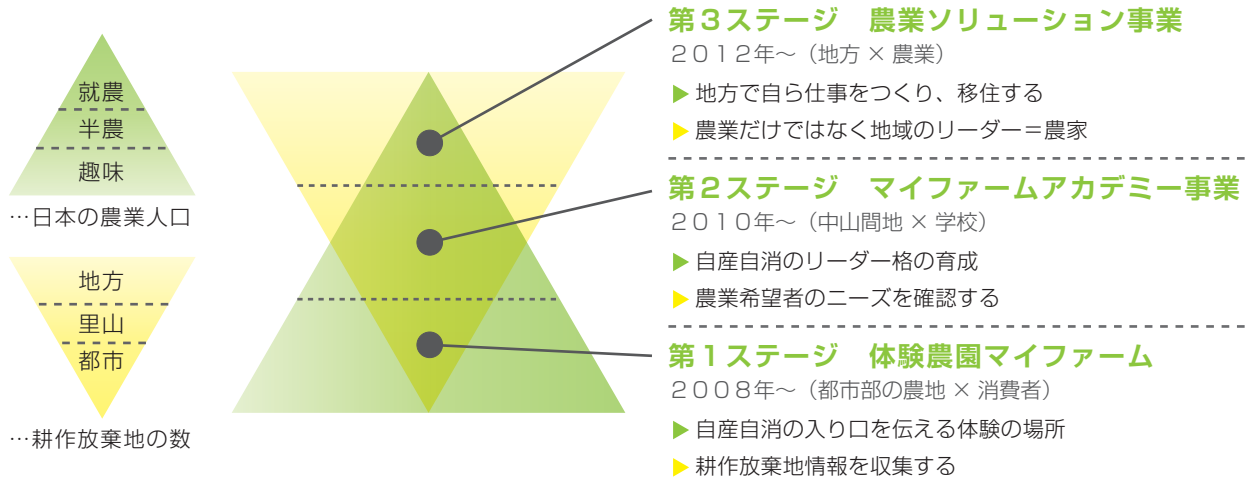 就農
半農
趣味
…日本の農業人口
地方
里山
都市
…耕作放棄地の数
第3ステージ　農業ソリューション事業
2012年〜（地方 × 農業）
▶ 地方で自ら仕事をつくり、移住する
▶ 農業だけではなく地域のリーダー＝農家
第2ステージ　マイファームアカデミー事業
2010年〜（中山間地 × 学校）
▶ 自産自消のリーダー格の育成
▶ 農業希望者のニーズを確認する
第1ステージ　体験農園マイファーム
2008年〜（都市部の農地 × 消費者）
▶ 自産自消の入り口を伝える体験の場所
▶ 耕作放棄地情報を収集する